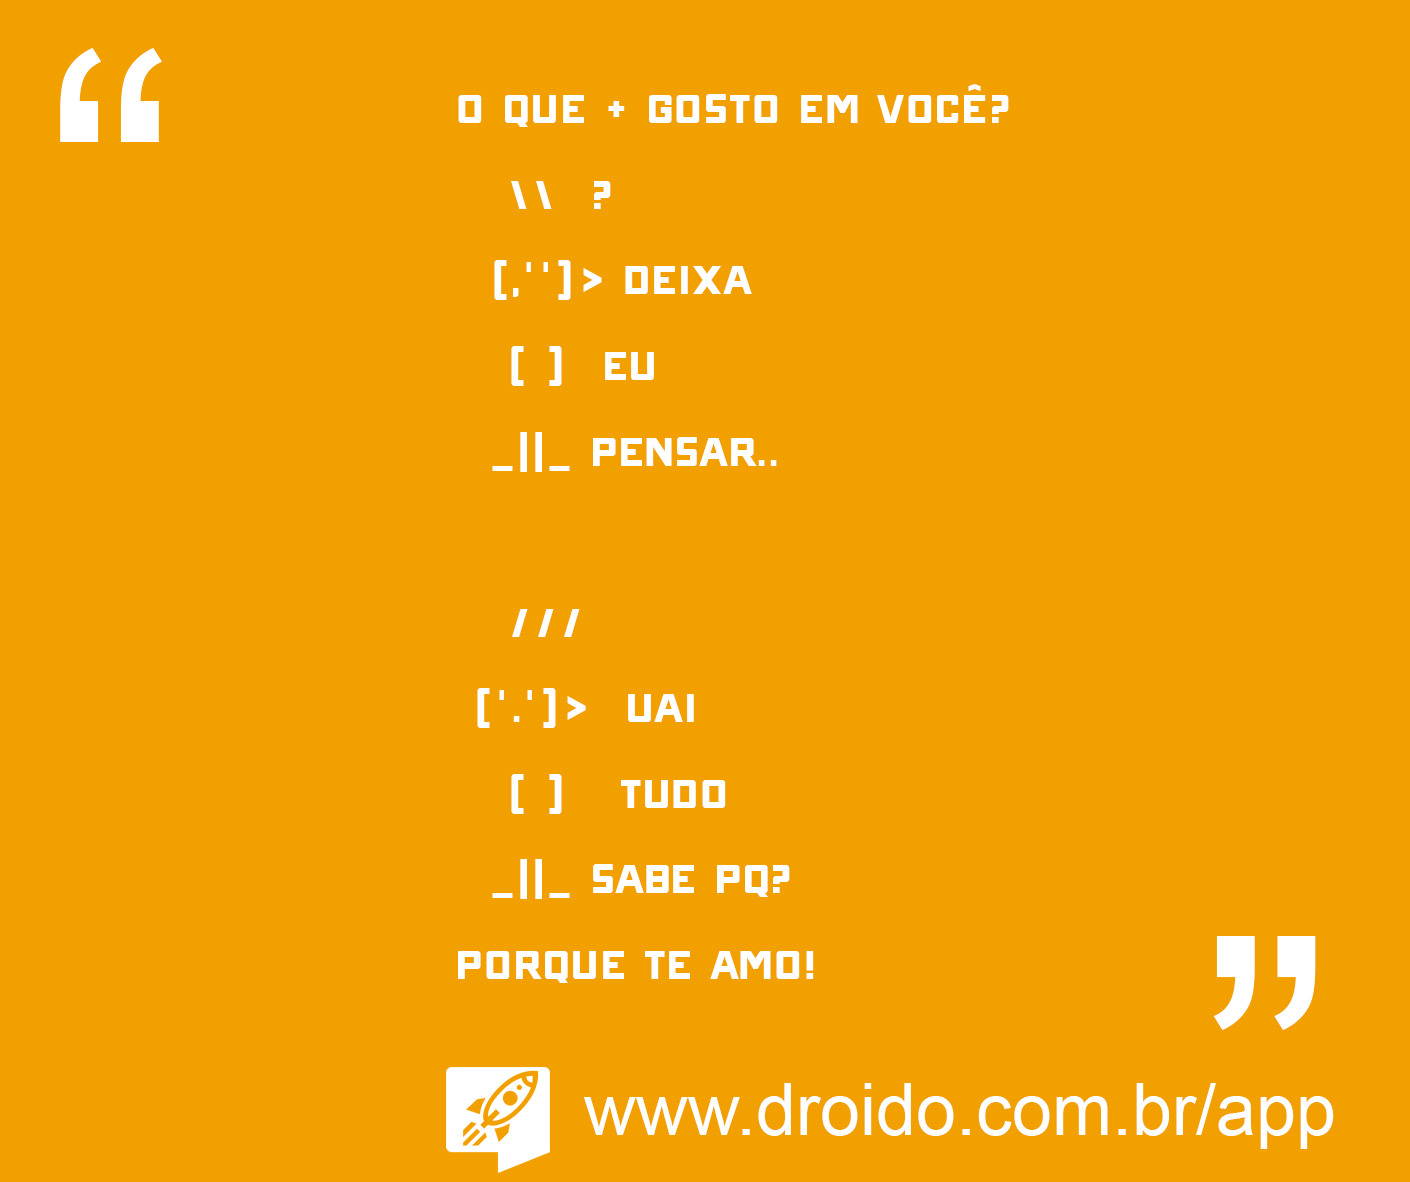 “
O QUE + GOSTO EM VOCÊ?
\\ ?
[,'']> DEIXA
[ ] EU
_||_ PENSAR..
///
['.']> UAI
[ ] TUDO
_||_ SABE PQ?
PORQUE TE AMO!
”
www.droido.com.br/app